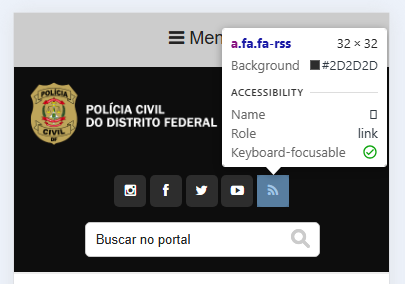 Men
a.fa.fa-rss 32 × 32
Background #2D2D2D
ACCESSIBILITY
Name
Role link
Keyboard-focusable
POLÍCIA CIVIL
DO DISTRITO FEDERAL
POLÍCIA
CIVIL
DF
Buscar no portal